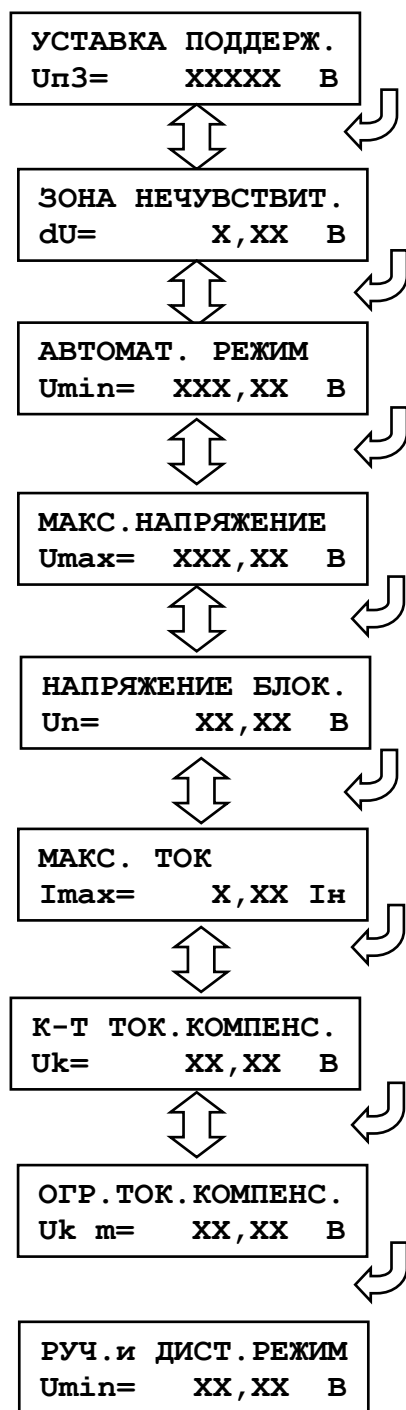 УСТАВКА ПОДДЕРЖ.
Uп3= XXXXX В
ЗОНА НЕЧУВСТВИТ.
dU= X,XX В
АВТОМАТ. РЕЖИМ
Umin= XXX,XX В
МАКС.НАПРЯЖЕНИЕ
Umax= XXX,XX В
НАПРЯЖЕНИЕ БЛОК.
Un= XX,XX В
МАКС. ТОК
Imax= X,XX Iн
К-Т ТОК.КОМПЕНС.
Uk= XX,XX В
ОГР.ТОК.КОМПЕНС.
Uk m= XX,XX В
РУЧ.и ДИСТ.РЕЖИМ
Umin= XX,XX В